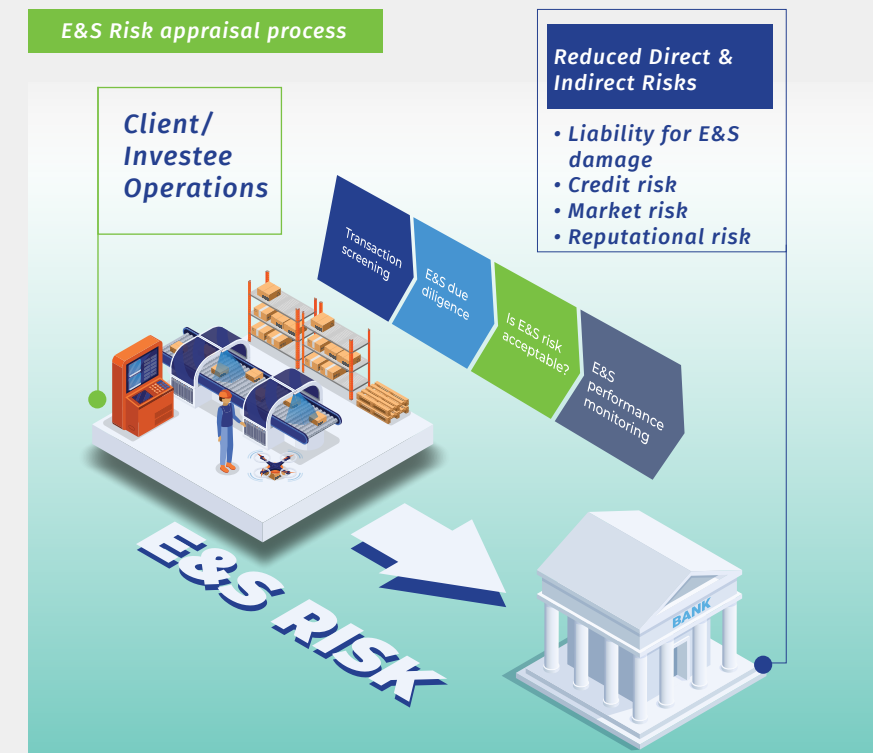 E&S Risk appraisal process
Client/
Investee
Operations
Reduced Direct &
Indirect Risks
• Liability for E&S
damage
• Credit risk
• Market risk
• Reputational risk
Transaction
screening
E&S due
diligence
Is E&S risk
acceptable?
E&S
performance
monitoring
E&S RISK
BANK